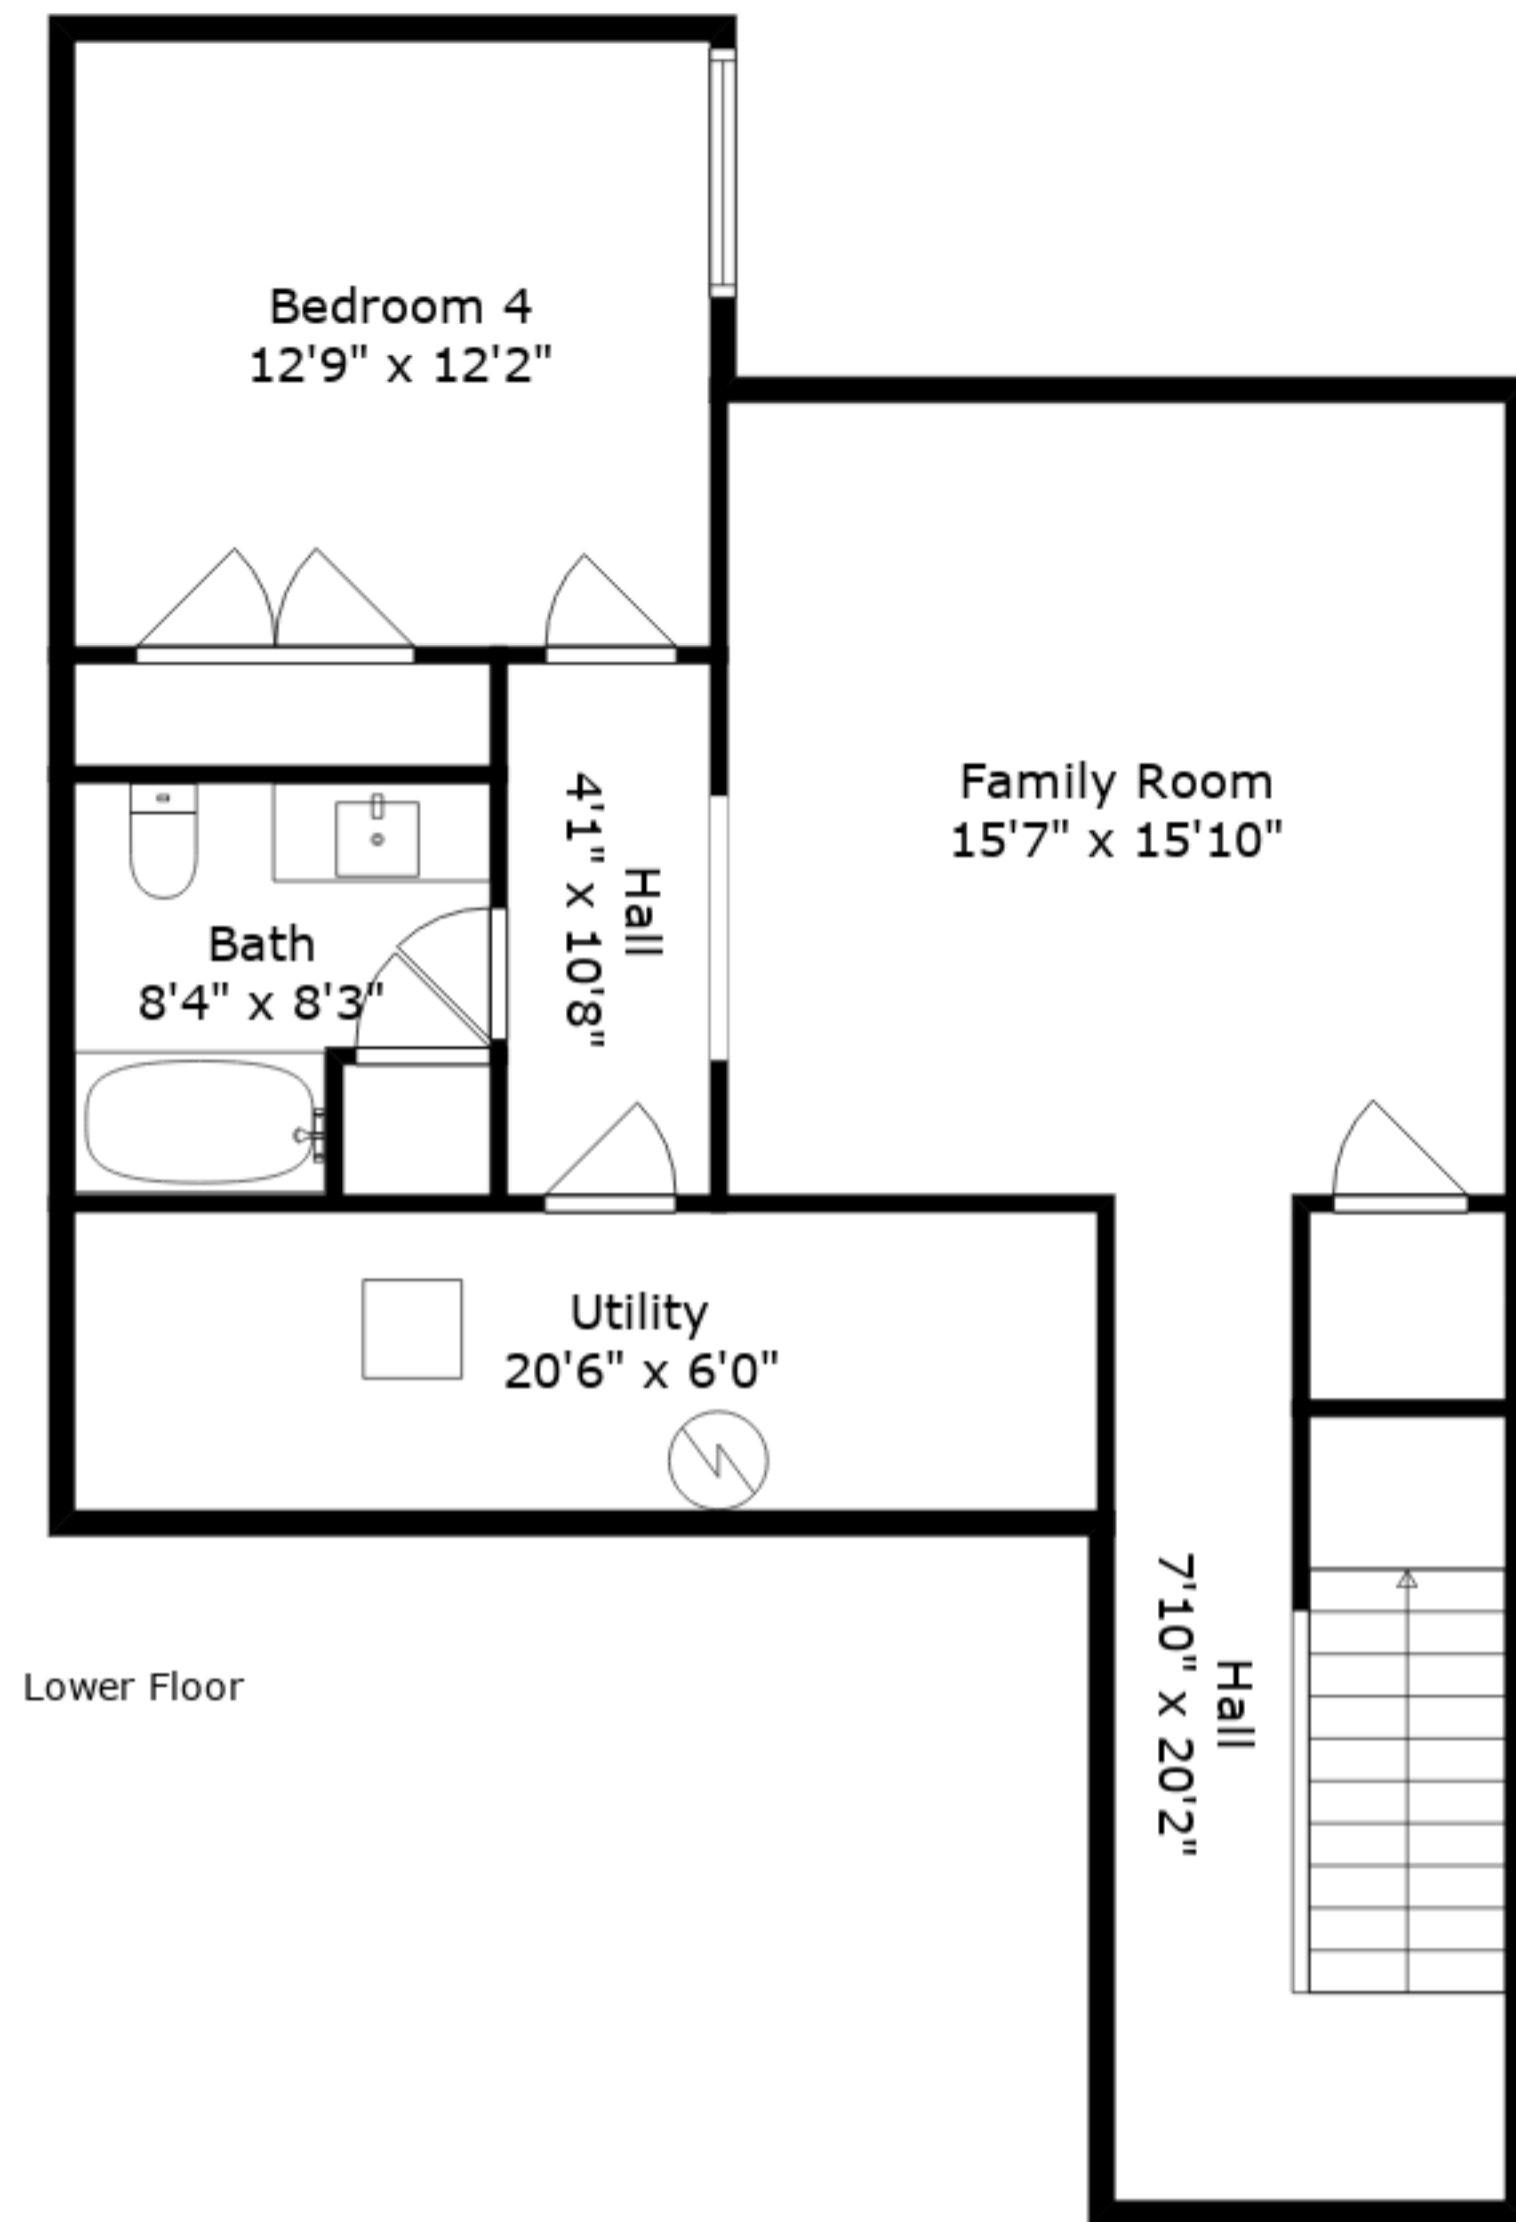 Bedroom 4
12'9" x 12'2"
Family Room
15'7" x 15'10"
Hall
4'1" x 10'8"
Bath
8'4" x 8'3"
Utility
20'6" x 6'0"
Hall
7'10" x 20'2"
Lower Floor